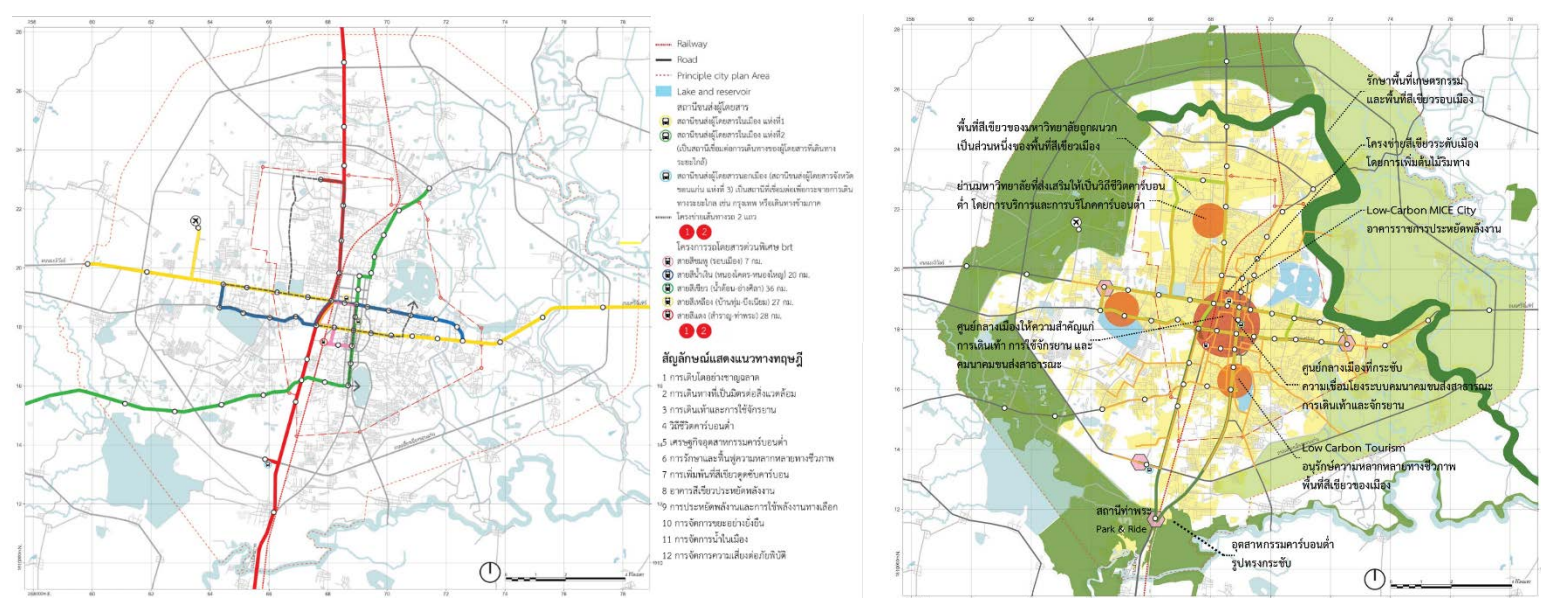 Railway
Road
Principle city plan Area
Lake and reservoir
สถานีขนส่งผู้โดยสาร
สถานีขนส่งผู้โดยสารในเมือง แห่งที่1
สถานีขนส่งผู้โดยสารในเมือง แห่งที่2
(เป็นสถานีเชื่อมต่อการเดินทางของผู้โดยสารที่เดินทาง
ระยะใกล้)
สถานีขนส่งผู้โดยสารนอกเมือง (สถานีขนส่งผู้โดยสารจังหวัด
ขอนแก่น แห่งที่ 3) เป็นสถานีที่เชื่อมต่อเพื่อกระจายการเดิน
ทางระยะไกล เช่น กรุงเทพ หรือเดินทางข้ามภาค
โครงข่ายเดินทางรถ 2 แถว
1 2
โครงการรถโดยสารด่วนพิเศษ brt
สายสีชมพู (รอบเมือง) 7 กม.
สายสีน้ำเงิน (หนองโคตร-หนองใหญ่) 20 กม.
สายสีเขียว (น้ำต้อน-อ่างศิลา) 36 กม.
สายสีเหลือง (บ้านทุ่ม-บึงเนียม) 27 กม.
สายสีแดง (สำราญ-ท่าพระ) 28 กม.
1 2
สัญลักษณ์แสดงแนวทางทฤษฎี
1 การเติบโตอย่างชาญฉลาด
2 การเดินทางที่เป็นมิตรต่อสิ่งแวดล้อม
3 การเดินเท้าและการใช้จักรยาน
4 วิถีชีวิตคาร์บอนต่ำ
5 เศรษฐกิจอุตสาหกรรมคาร์บอนต่ำ
6 การรักษาและฟื้นฟูความหลากหลายทางชีวภาพ
7 การเพิ่มพื้นที่สีเขียวดูดซับคาร์บอน
8 อาคารสีเขียวประหยัดพลังงาน
9 การประหยัดพลังงานและการใช้พลังงานทางเลือก
10 การจัดการขยะอย่างยั่งยืน
11 การจัดการน้ำในเมือง
12 การจัดการความเสี่ยงต่อภัยพิบัติ
รักษาพื้นที่เกษตรกรรม
และพื้นที่สีเขียวรอบเมือง
พื้นที่สีเขียวของมหาวิทยาลัยถูกผนวก
เป็นส่วนหนึ่งของพื้นที่สีเขียวเมือง
โครงข่ายสีเขียวระดับเมือง
โดยการเพิ่มต้นไม้ริมทาง
ย่านมหาวิทยาลัยที่ส่งเสริมให้เป็นวิถีชีวิตคาร์บอน
ต่ำ โดยการบริการและการบริโภคคาร์บอนต่ำ
Low-Carbon MICE City
อาคารราชการประหยัดพลังงาน
ศูนย์กลางเมืองให้ความสำคัญแก่
การเดินเท้า การใช้จักรยาน และ
คมนาคมขนส่งสาธารณะ
ศูนย์กลางเมืองที่กระชับ
ความเชื่อมโยงระบบคมนาคมขนส่งสาธารณะ
การเดินเท้าและจักรยาน
Low Carbon Tourism
อนุรักษ์ความหลากหลายทางชีวภาพ
พื้นที่สีเขียวของเมือง
สถานีท่าพระ
Park & Ride
อุตสาหกรรมคาร์บอนต่ำ
รูปทรงกระชับ